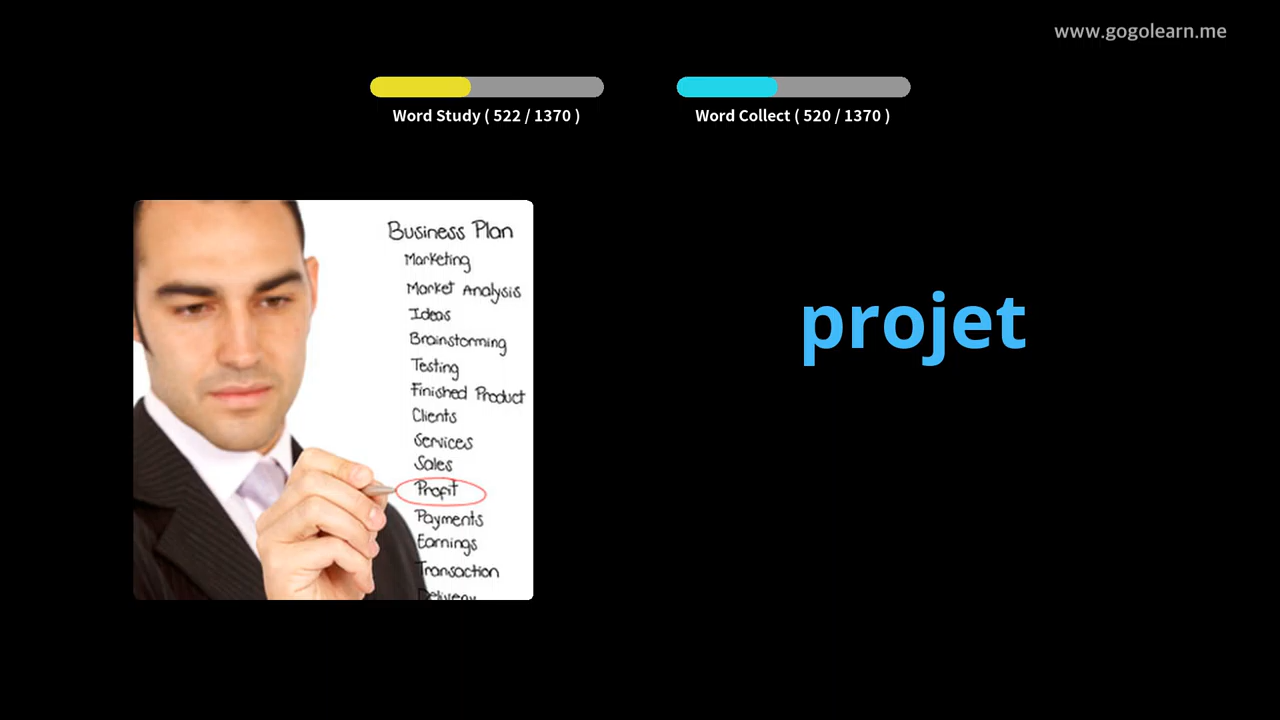 www.gogolearn.me
Word Study ( 522 / 1370 )
Word Collect ( 520 / 1370 )
Business Plan
Marketing
Market Analysis
Ideas
Brainstorming
Testing
Finished Product
Clients
Services
Sales
Profit
Payments
Earnings
Transaction
Delivery
projet